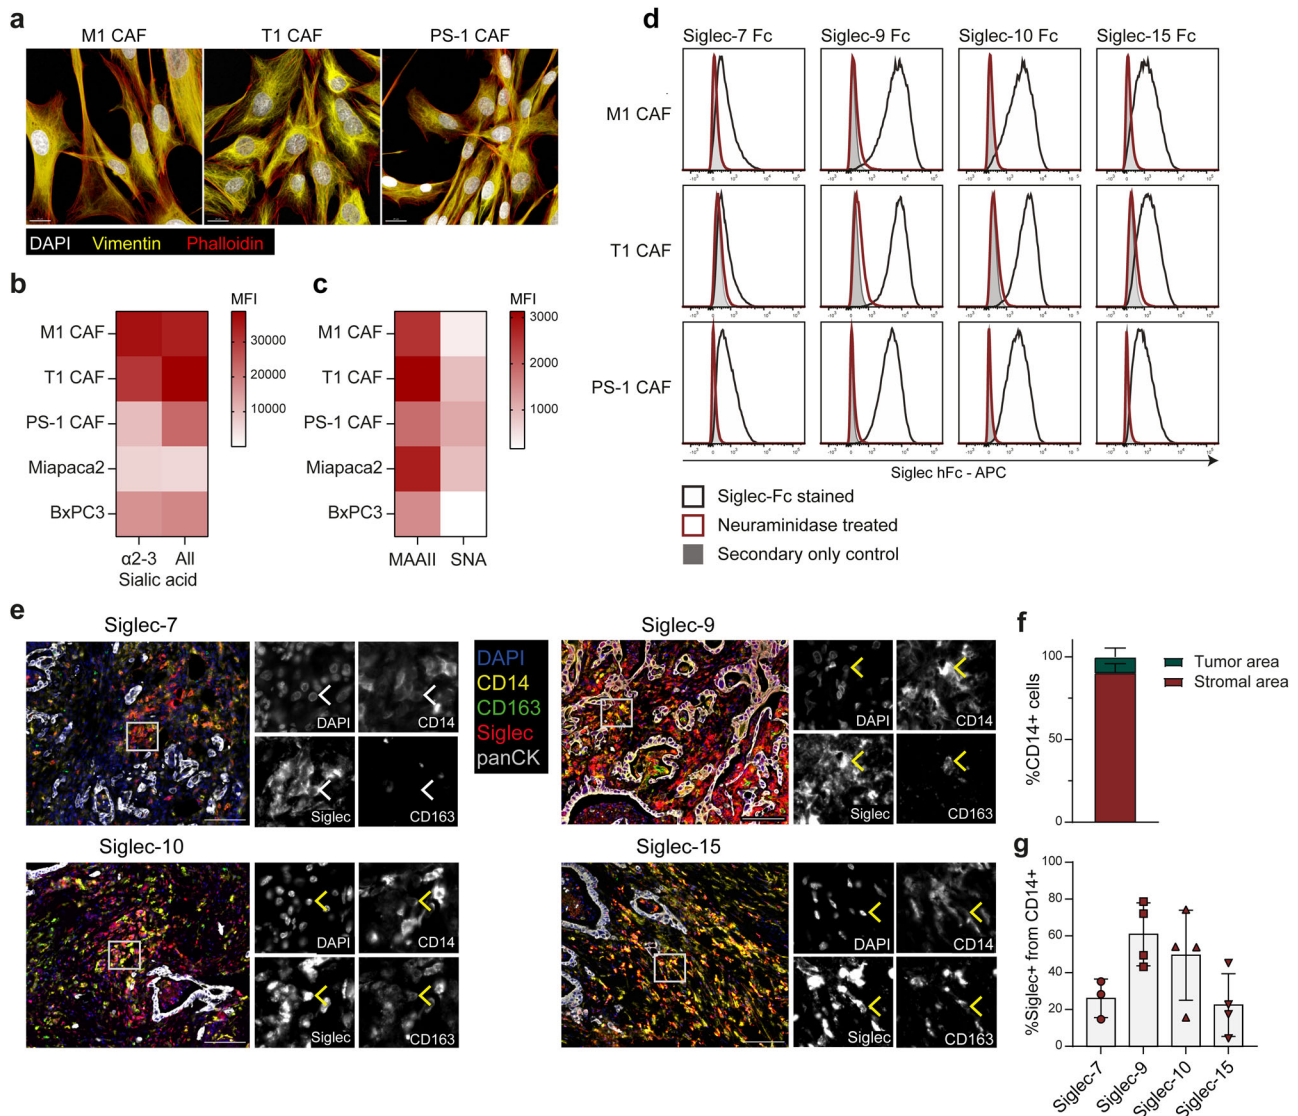 a
M1 CAF
T1 CAF
PS-1 CAF
DAPI Vimentin Phalloidin
b
MFI
M1 CAF
T1 CAF
PS-1 CAF
Miapaca2
BxPC3
30000
20000
10000
α2-3 All
Sialic acid
c
MFI
M1 CAF
T1 CAF
PS-1 CAF
Miapaca2
BxPC3
3000
2000
1000
MAAII SNA
d
Siglec-7 Fc Siglec-9 Fc Siglec-10 Fc Siglec-15 Fc
M1 CAF
T1 CAF
PS-1 CAF
Siglec hFc - APC
Siglec-Fc stained
Neuraminidase treated
Secondary only control
e
Siglec-7
DAPI
CD14
Siglec
CD163
DAPI
CD14
CD163
Siglec
panCK
Siglec-9
DAPI
CD14
Siglec
CD163
Siglec-10
DAPI
CD14
Siglec
CD163
Siglec-15
DAPI
CD14
Siglec
CD163
f
%CD14+ cells
100
50
0
Tumor area
Stromal area
g
%Siglec+ from CD14+
100
80
60
40
20
0
Siglec-7
Siglec-9
Siglec-10
Siglec-15